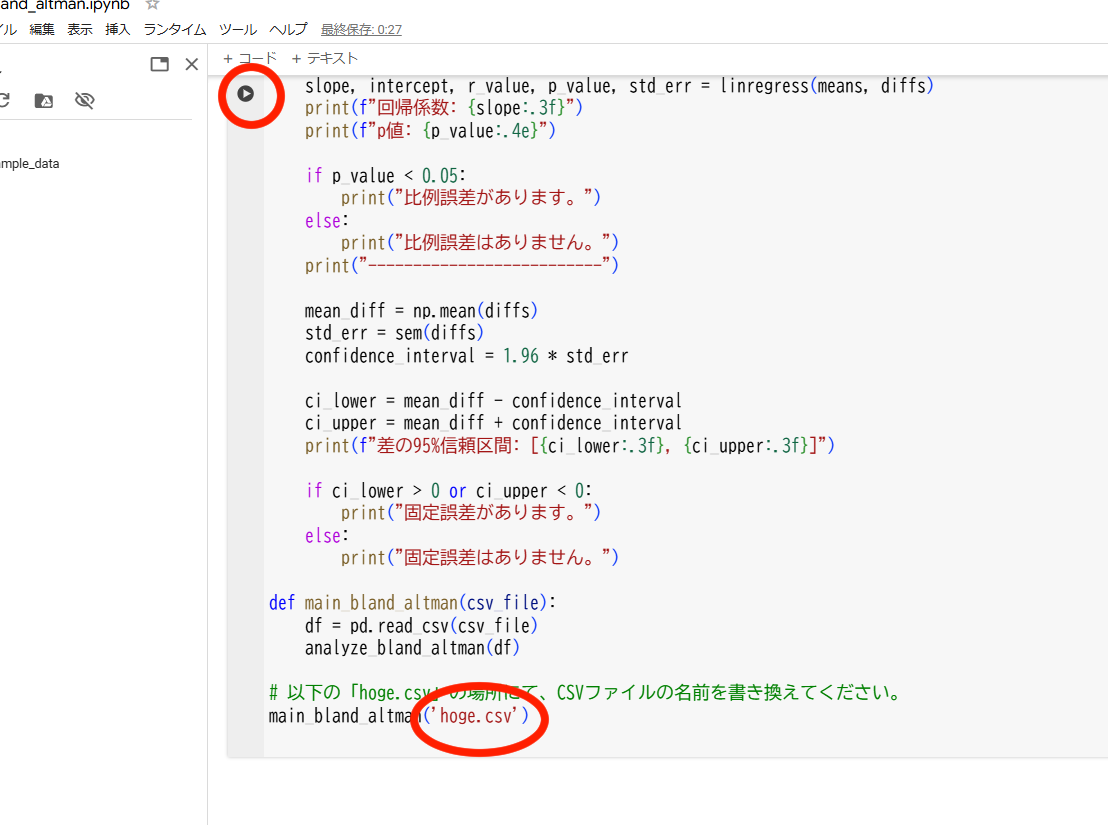 and_altman.ipynb ☆
イル 編集 表示 挿入 ランタイム ツール ヘルプ 最終保存: 0:27
+ コード + テキスト
mple_data
slope, intercept, r_value, p_value, std_err = linregress(means, diffs)
print(f"回帰係数: {slope:.3f}")
print(f"p値: {p_value:.4e}")
if p_value < 0.05:
print("比例誤差があります。")
else:
print("比例誤差はありません。")
print("--------------------------")
mean_diff = np.mean(diffs)
std_err = sem(diffs)
confidence_interval = 1.96 * std_err
ci_lower = mean_diff - confidence_interval
ci_upper = mean_diff + confidence_interval
print(f"差の95%信頼区間: [{ci_lower:.3f}, {ci_upper:.3f}]")
if ci_lower > 0 or ci_upper < 0:
print("固定誤差があります。")
else:
print("固定誤差はありません。")
def main_bland_altman(csv_file):
df = pd.read_csv(csv_file)
analyze_bland_altman(df)
# 以下の「hoge.csv」の場所にて、CSVファイルの名前を書き換えてください。
main_bland_altman('hoge.csv')